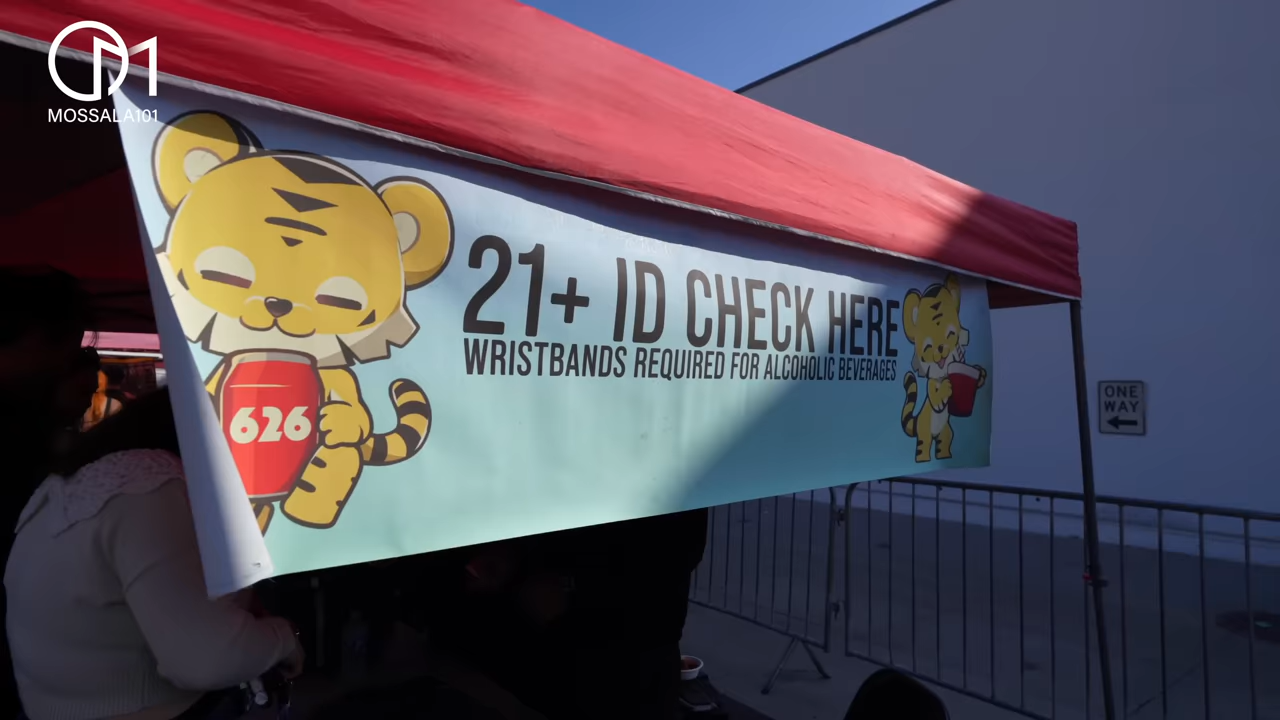 MOSSALA101
21+ ID CHECK HERE
WRISTBANDS REQUIRED FOR ALCOHOLIC BEVERAGES
626
ONE
WAY